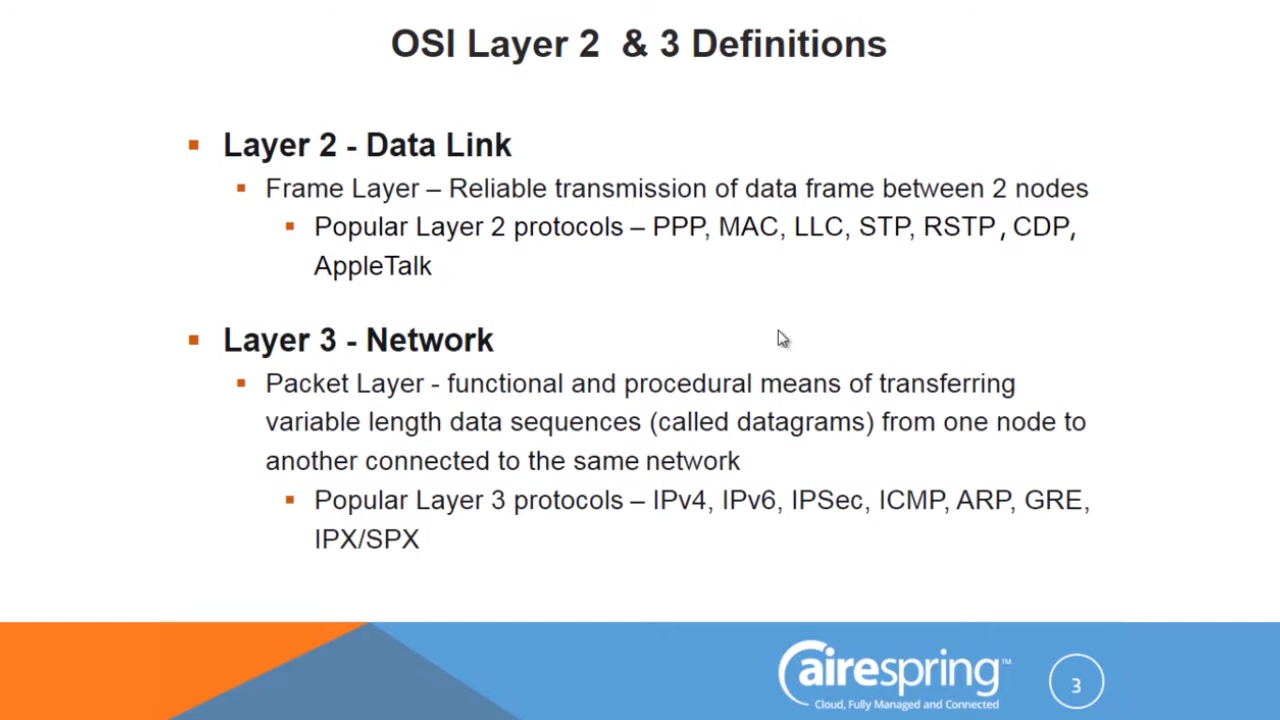 OSI Layer 2 & 3 Definitions
Layer 2 - Data Link
Frame Layer – Reliable transmission of data frame between 2 nodes
Popular Layer 2 protocols – PPP, MAC, LLC, STP, RSTP, CDP,
AppleTalk
Layer 3 - Network
Packet Layer - functional and procedural means of transferring
variable length data sequences (called datagrams) from one node to
another connected to the same network
Popular Layer 3 protocols – IPv4, IPv6, IPSec, ICMP, ARP, GRE,
IPX/SPX
airespring™
Cloud, Fully Managed and Connected
3